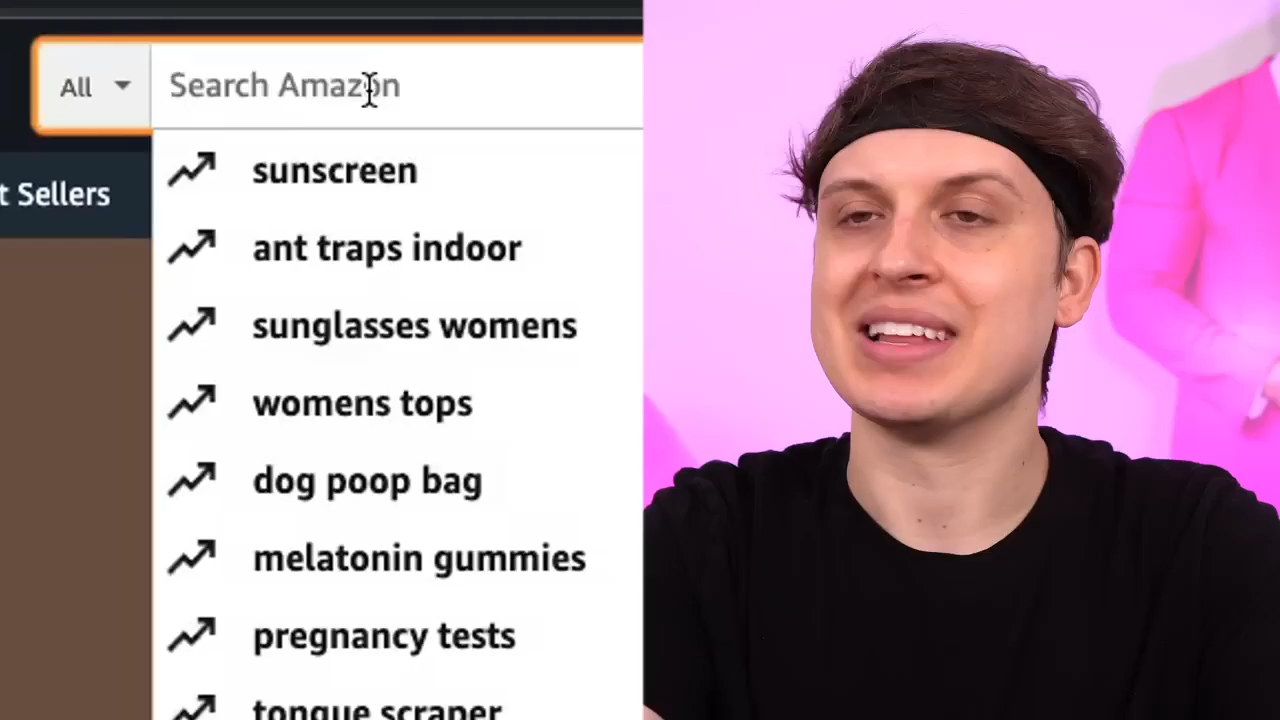 All
Search Amazon
t Sellers
sunscreen
ant traps indoor
sunglasses womens
womens tops
dog poop bag
melatonin gummies
pregnancy tests
tongue scraper